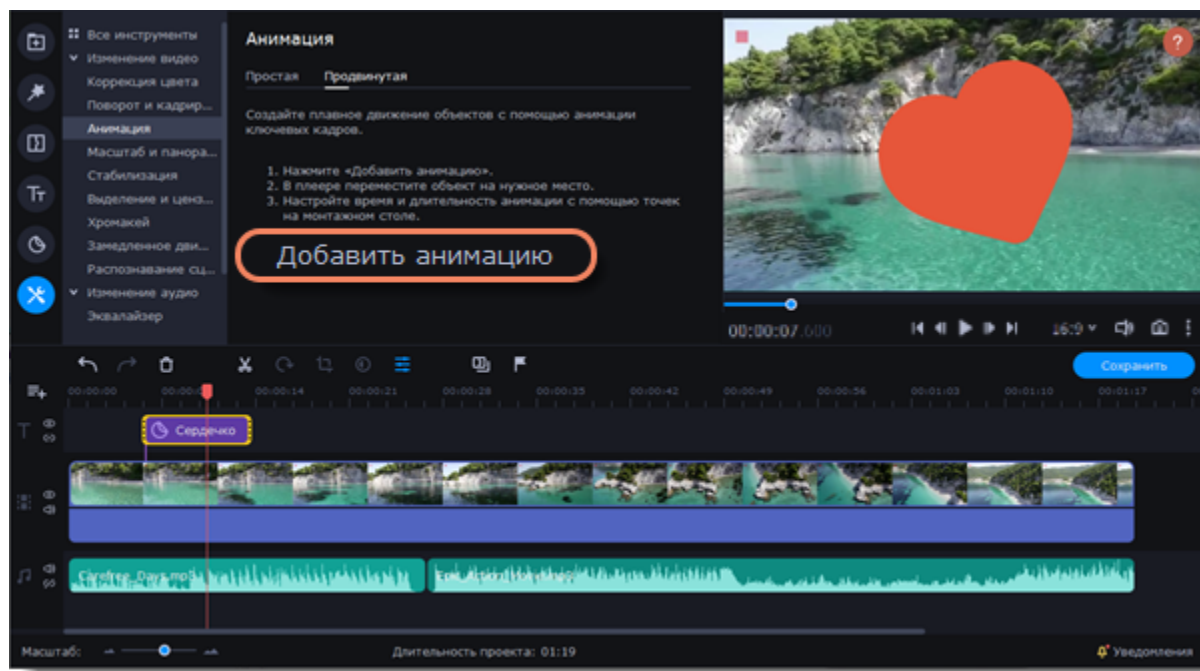 Все инструменты
Изменение видео
Коррекция цвета
Поворот и кадрир...
Анимация
Масштаб и панора...
Стабилизация
Выделение и ценз...
Хромакей
Замедленное дви...
Распознавание сц...
Изменение аудио
Эквалайзер
Анимация
Простая Продвинутая
Создайте плавное движение объектов с помощью анимации
ключевых кадров.
1. Нажмите «Добавить анимацию».
2. В плеере переместите объект на нужное место.
3. Настройте время и длительность анимации с помощью точек
на монтажном столе.
Добавить анимацию
?
00:00:07.600
16:9
Сохранить
00:00:00 00:00:14 00:00:21 00:00:28 00:00:35 00:00:42 00:00:49 00:00:56 00:01:03 00:01:10 00:01:17
Сердечко
Carefree_Days.mp3
Масштаб: Длительность проекта: 01:19 Уведомления